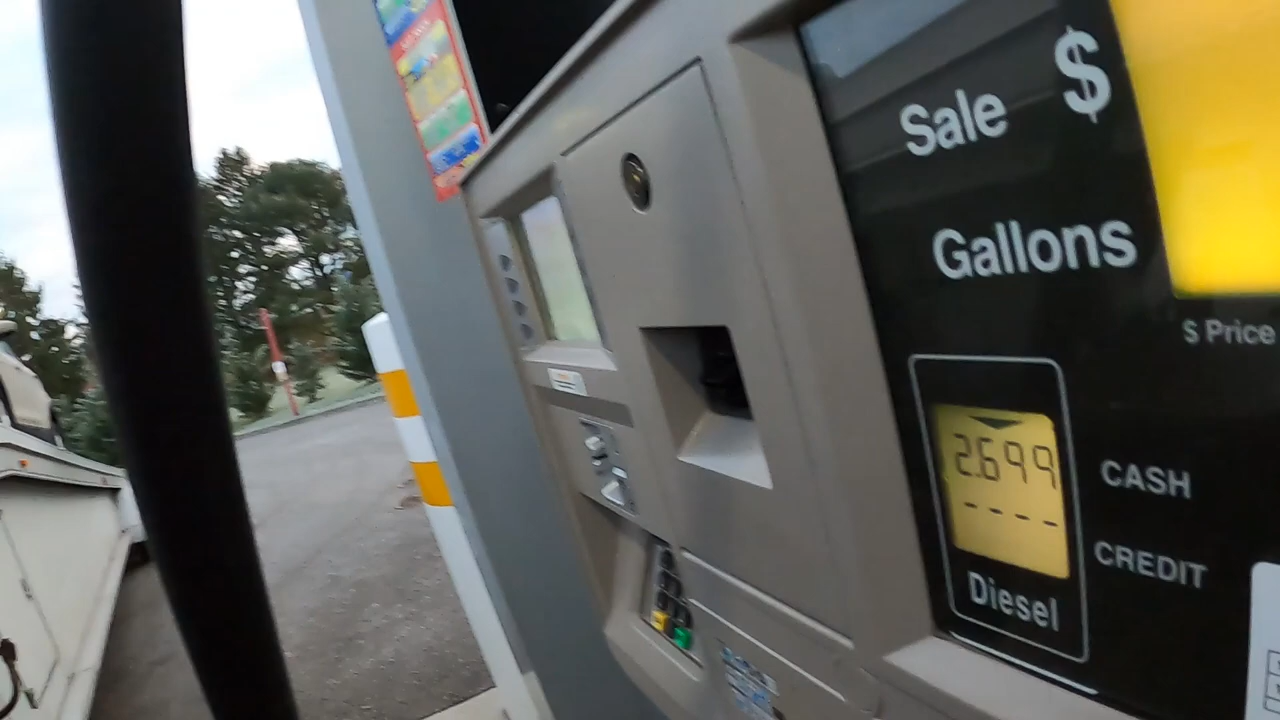 Sale $
Gallons
$ Price
2.699
CASH
----
CREDIT
Diesel